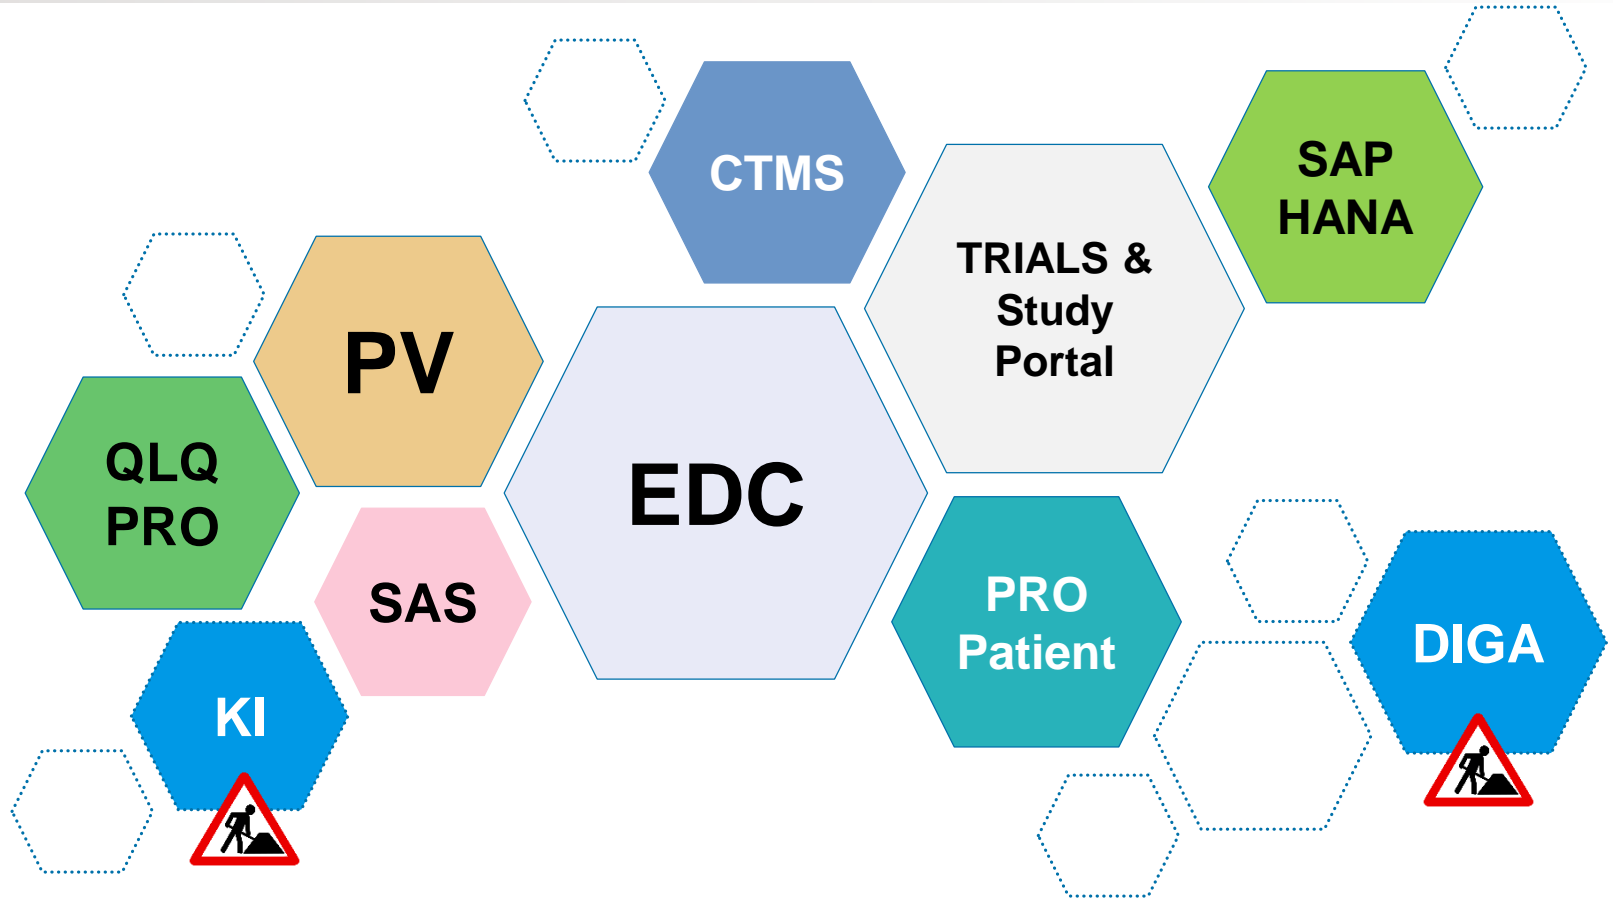 CTMS
SAP
HANA
TRIALS &
Study
Portal
PV
QLQ
PRO
EDC
SAS
PRO
Patient
DIGA
KI